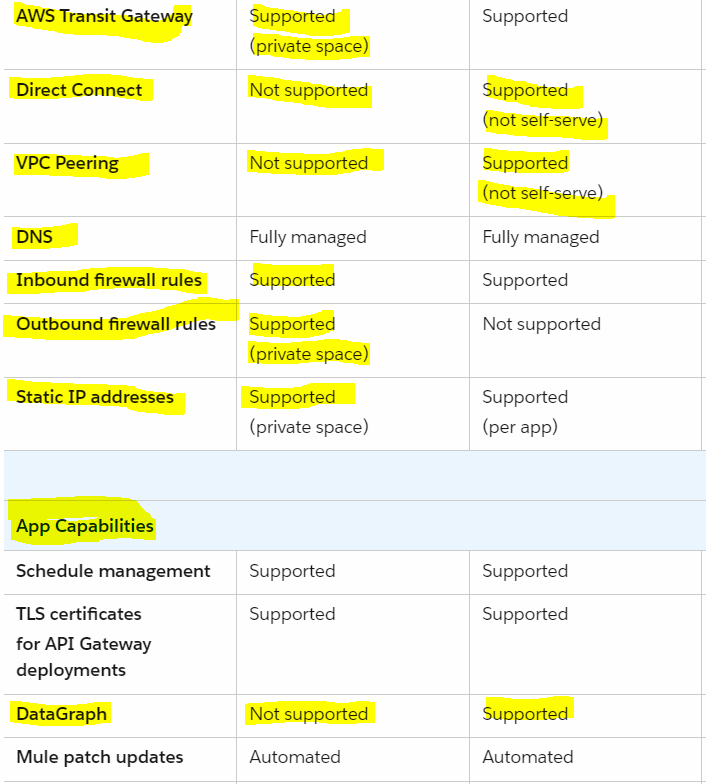 AWS Transit Gateway Supported Supported
(private space)
Direct Connect Not supported Supported
(not self-serve)
VPC Peering Not supported Supported
(not self-serve)
DNS Fully managed Fully managed
Inbound firewall rules Supported Supported
Outbound firewall rules Supported Not supported
(private space)
Static IP addresses Supported Supported
(private space) (per app)
App Capabilities
Schedule management Supported Supported
TLS certificates Supported Supported
for API Gateway
deployments
DataGraph Not supported Supported
Mule patch updates Automated Automated